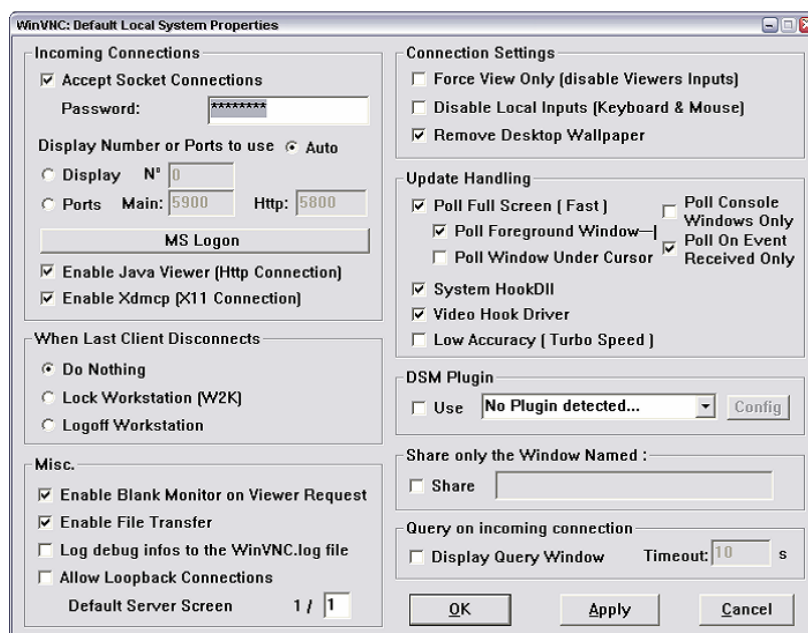 WinVNC: Default Local System Properties
Incoming Connections
Accept Socket Connections
Password: ********
Display Number or Ports to use Auto
Display N° 0
Ports Main: 5900 Http: 5800
MS Logon
Enable Java Viewer (Http Connection)
Enable Xdmcp (X11 Connection)
When Last Client Disconnects
Do Nothing
Lock Workstation (W2K)
Logoff Workstation
Misc.
Enable Blank Monitor on Viewer Request
Enable File Transfer
Log debug infos to the WinVNC.log file
Allow Loopback Connections
Default Server Screen 1 / 1
Connection Settings
Force View Only (disable Viewers Inputs)
Disable Local Inputs (Keyboard & Mouse)
Remove Desktop Wallpaper
Update Handling
Poll Full Screen ( Fast )
Poll Foreground Window
Poll Window Under Cursor
Poll Console
Windows Only
Poll On Event
Received Only
System HookDll
Video Hook Driver
Low Accuracy ( Turbo Speed )
DSM Plugin
Use No Plugin detected... Config
Share only the Window Named :
Share
Query on incoming connection
Display Query Window Timeout: 10 s
OK Apply Cancel